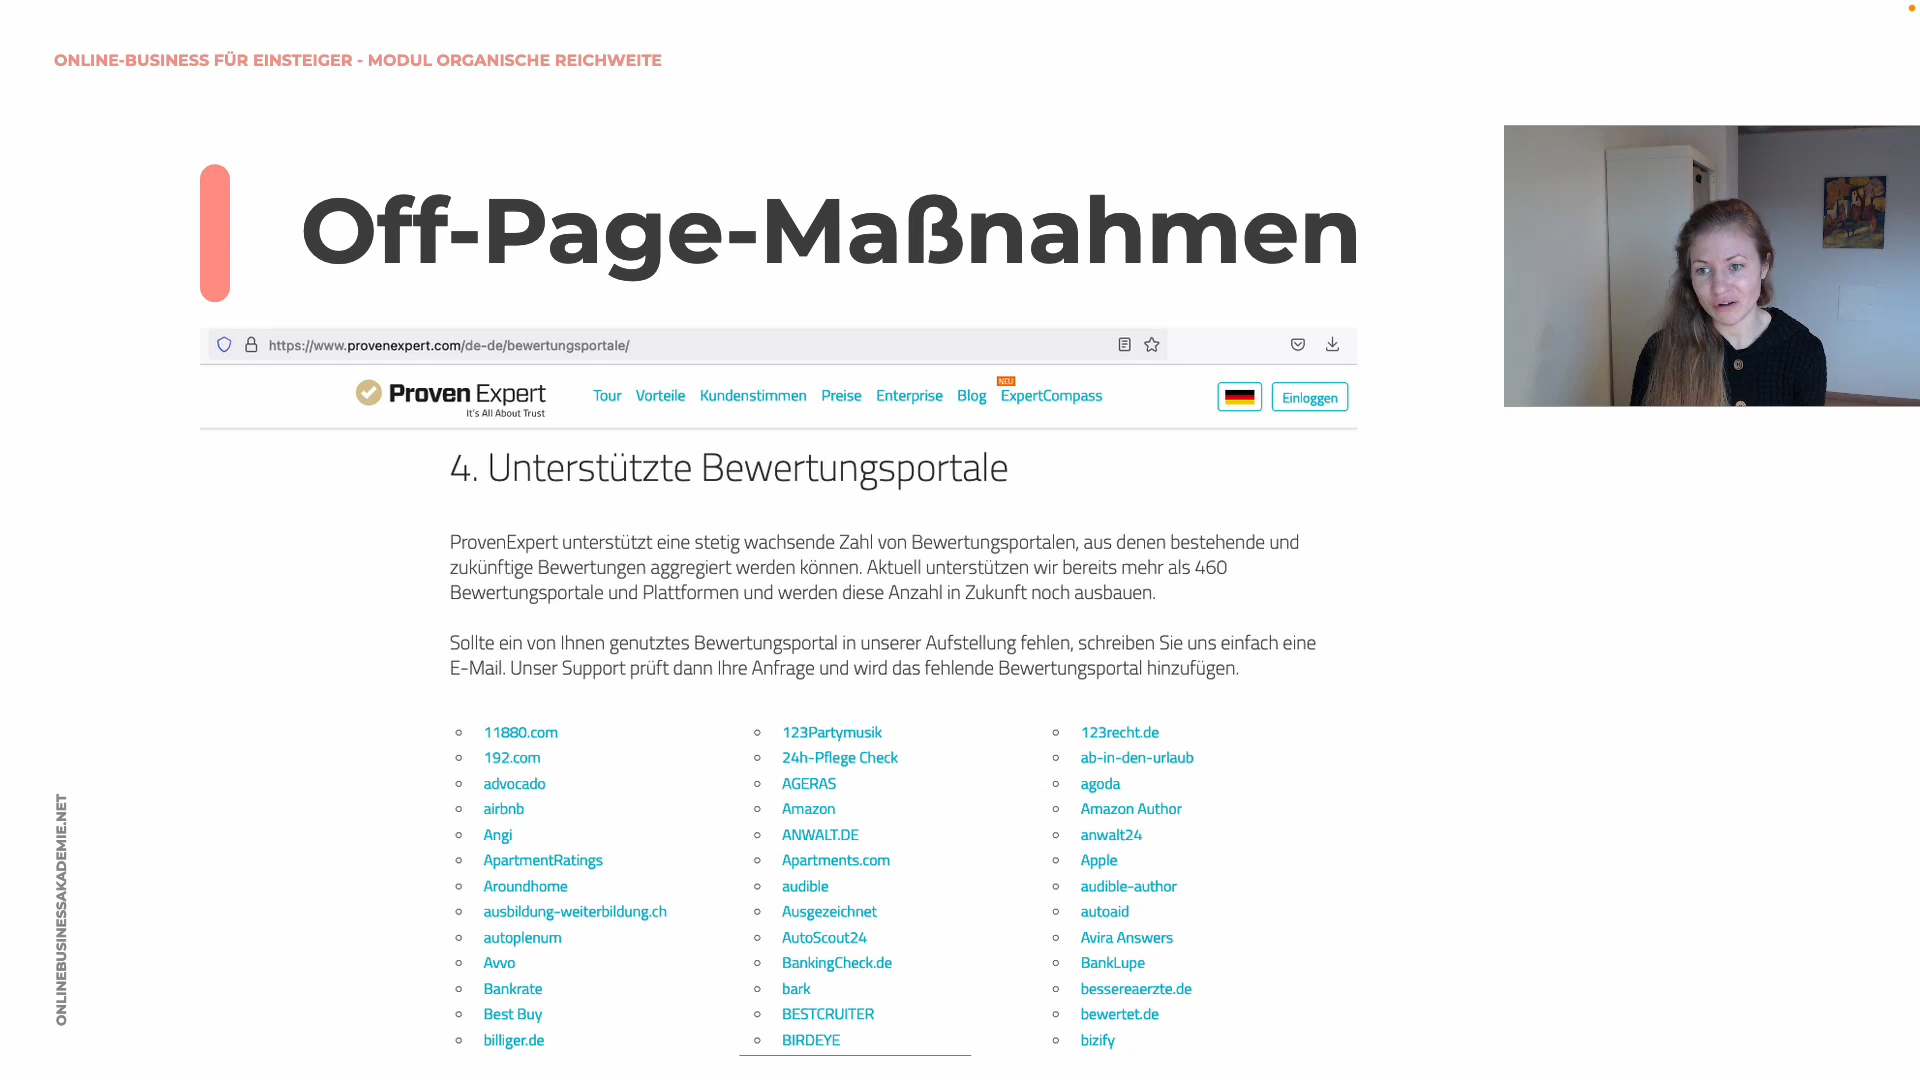 ONLINE-BUSINESS FÜR EINSTEIGER - MODUL ORGANISCHE REICHWEITE
Off-Page-Maßnahmen
https://www.provenexpert.com/de-de/bewertungsportale/
Proven Expert
It's All About Trust
Tour Vorteile Kundenstimmen Preise Enterprise Blog ExpertCompass
NEU
Einloggen
4. Unterstützte Bewertungsportale
ProvenExpert unterstützt eine stetig wachsende Zahl von Bewertungsportalen, aus denen bestehende und
zukünftige Bewertungen aggregiert werden können. Aktuell unterstützen wir bereits mehr als 460
Bewertungsportale und Plattformen und werden diese Anzahl in Zukunft noch ausbauen.
Sollte ein von Ihnen genutztes Bewertungsportal in unserer Aufstellung fehlen, schreiben Sie uns einfach eine
E-Mail. Unser Support prüft dann Ihre Anfrage und wird das fehlende Bewertungsportal hinzufügen.
11880.com
192.com
advocado
airbnb
Angi
ApartmentRatings
Aroundhome
ausbildung-weiterbildung.ch
autoplenum
Avvo
Bankrate
Best Buy
billiger.de
123Partymusik
24h-Pflege Check
AGERAS
Amazon
ANWALT.DE
Apartments.com
audible
Ausgezeichnet
AutoScout24
BankingCheck.de
bark
BESTCRUITER
BIRDEYE
123recht.de
ab-in-den-urlaub
agoda
Amazon Author
anwalt24
Apple
audible-author
autoaid
Avira Answers
BankLupe
bessereaerzte.de
bewertet.de
bizify
ONLINEBUSINESSAKADEMIE.NET